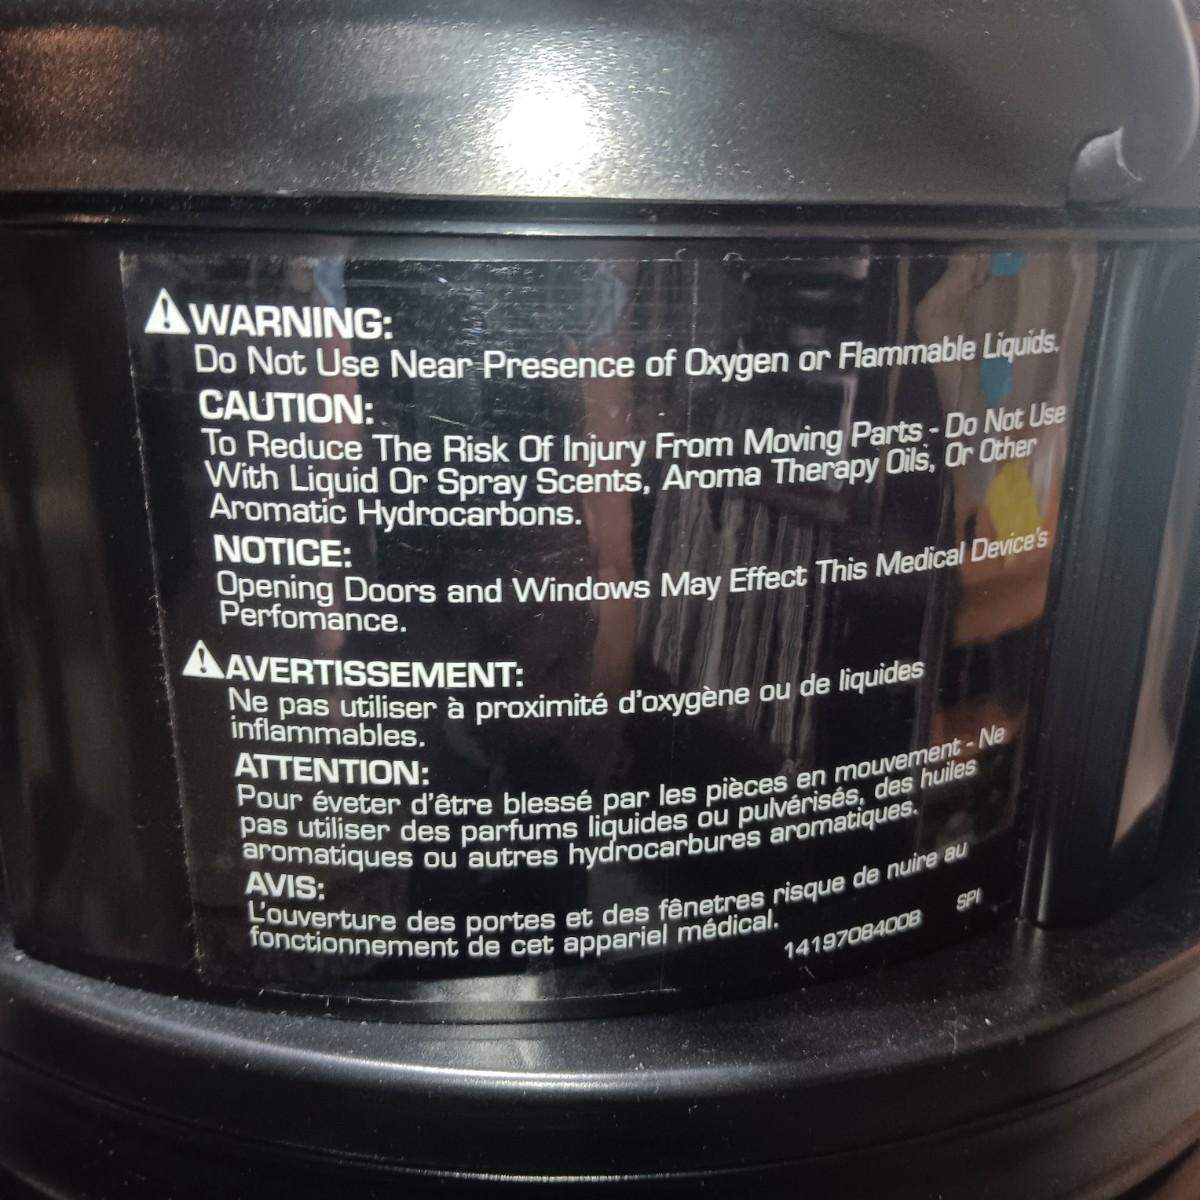 WARNING:
Do Not Use Near Presence of Oxygen or Flammable Liquids.
CAUTION:
To Reduce The Risk Of Injury From Moving Parts - Do Not Use
With Liquid Or Spray Scents, Aroma Therapy Oils, Or Other
Aromatic Hydrocarbons.
NOTICE:
Opening Doors and Windows May Effect This Medical Device's
Perfomance.
AVERTISSEMENT:
Ne pas utiliser à proximité d'oxygène ou de liquides
inflammables.
ATTENTION:
Pour éveter d'être blessé par les pièces en mouvement - Ne
pas utiliser des parfums liquides ou pulvérisés, des huiles
aromatiques ou autres hydrocarbures aromatiques.
AVIS:
L'ouverture des portes et des fênetres risque de nuire au
fonctionnement de cet appariel médical.
1419708400B SPI